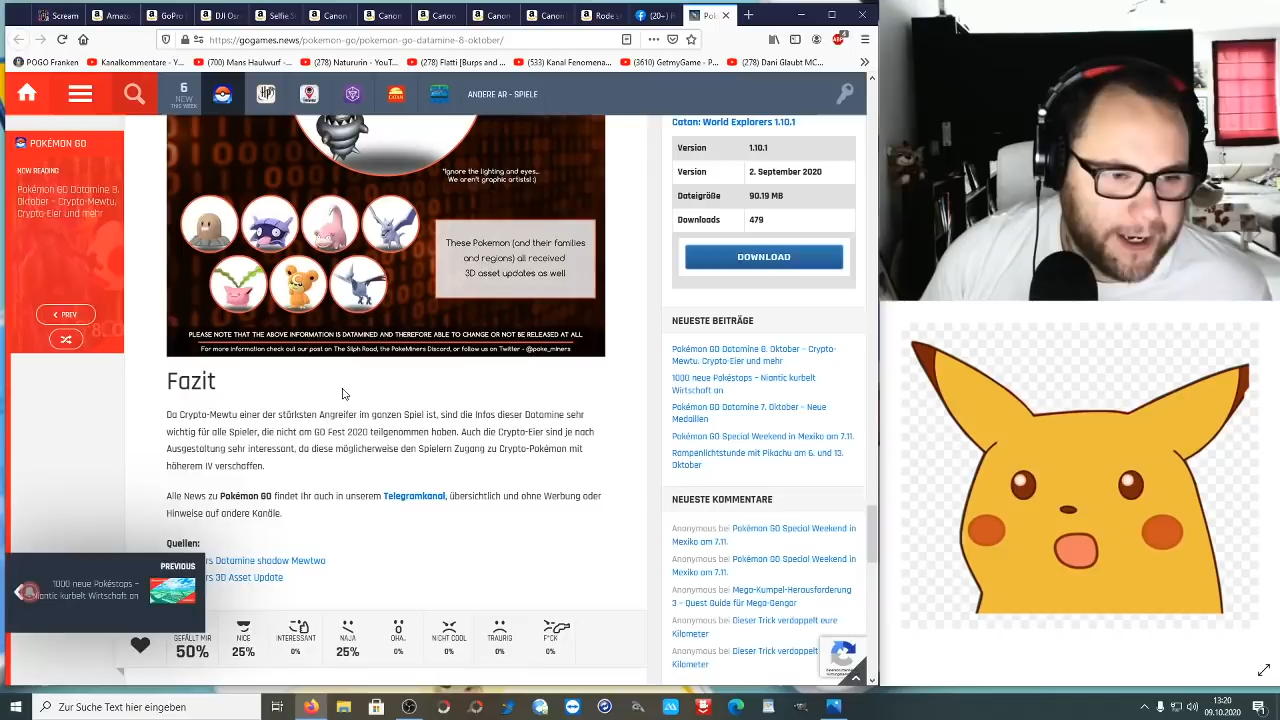 Amazo
GoPro
Selfie S
Canon
Canon
Canon
DJI
Canon
Canon
Rode s
(20+)
Pok
https://gogames.news/pokemon-go/pokemon-go-datamine-8-oktober/
POGO Franken
Kanalkommentare - Y...
(700) Mans Haulwuf...
(278) Natururin - YouT...
(278) Flatti (Burps and ...
(533) Kanal Fenomena...
(3610) GetmyGame - P...
(278) Dani Glaubt MC...
6
NEW
THIS WEEK
CATAN
ANDERE AR - SPIELE
POKÉMON GO
NOW READING
Pokémon GO Datamine 8.
Oktober – Crypto-Mewtu,
Crypto-Eier und mehr
PREV
*Ignore the lighting and eyes...
We aren't graphic artists! :)
These Pokemon (and their families
and regions) all received
3D asset updates as well
PLEASE NOTE THAT THE ABOVE INFORMATION IS DATAMINED AND THEREFORE ABLE TO CHANGE OR NOT BE RELEASED AT ALL
For more information check out our post on The Silph Road, the PokeMiners Discord, or follow us on Twitter - @poke_miners
Fazit
Da Crypto-Mewtu einer der stärksten Angreifer im ganzen Spiel ist, sind die Infos dieser Datamine sehr
wichtig für alle Spieler, die nicht am GO Fest 2020 teilgenommen haben. Auch die Crypto-Eier sind je nach
Ausgestaltung sehr interessant, da diese möglicherweise den Spielern Zugang zu Crypto-Pokémon mit
höherem IV verschaffen.
Alle News zu Pokémon GO findet Ihr auch in unserem Telegramkanal, übersichtlich und ohne Werbung oder
Hinweise auf andere Kanäle.
Quellen:
rs Datamine shadow Mewtwo
rs 3D Asset Update
PREVIOUS
1000 neue Pokéstops –
Niantic kurbelt Wirtschaft an
GEFÄLLT MIR
50%
NICE
25%
INTERESSANT
0%
NAJA
25%
OHA..
0%
NICHT COOL
0%
TRAURIG
0%
F*CK
0%
Catan: World Explorers 1.10.1
Version 1.10.1
Version 2. September 2020
Dateigröße 90.19 MB
Downloads 479
DOWNLOAD
NEUESTE BEITRÄGE
Pokémon GO Datamine 8. Oktober – Crypto-
Mewtu, Crypto-Eier und mehr
1000 neue Pokéstops – Niantic kurbelt
Wirtschaft an
Pokémon GO Datamine 7. Oktober – Neue
Medaillen
Pokémon GO Special Weekend in Mexiko am 7.11.
Rampenlichtstunde mit Pikachu am 6. und 13.
Oktober
NEUESTE KOMMENTARE
Anonymous bei Pokémon GO Special Weekend in
Mexiko am 7.11.
Anonymous bei Pokémon GO Special Weekend in
Mexiko am 7.11.
Anonymous bei Mega-Kumpel-Herausforderung
3 – Quest Guide für Mega-Gengar
Anonymous bei Dieser Trick verdoppelt eure
Kilometer
Anonymous bei Dieser Trick verdoppelt
Kilometer
Zur Suche Text hier eingeben
13:20
09.10.2020